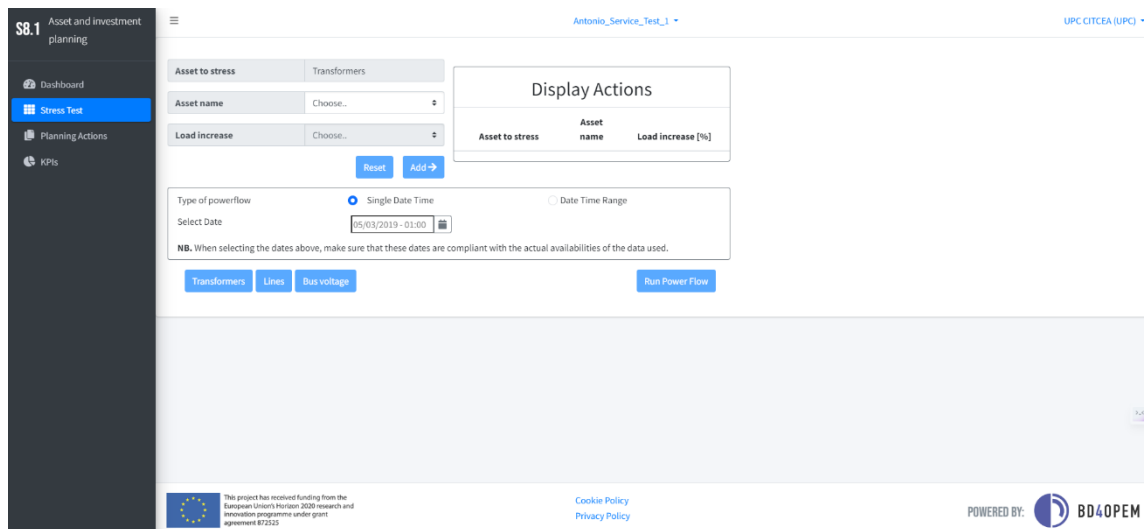 S8.1 Asset and investment planning
Antonio_Service_Test_1
UPC CITCEA (UPC)
Dashboard
Stress Test
Planning Actions
KPIs
Asset to stress Transformers
Asset name Choose..
Load increase Choose..
Reset Add
Display Actions
Asset to stress Asset name Load increase [%]
Type of powerflow Single Date Time Date Time Range
Select Date 05/03/2019 - 01:00
NB. When selecting the dates above, make sure that these dates are compliant with the actual availabilities of the data used.
Transformers Lines Bus voltage Run Power Flow
This project has received funding from the
European Union's Horizon 2020 research and
innovation programme under grant
agreement 872525
Cookie Policy
Privacy Policy
POWERED BY: BD4OPEM